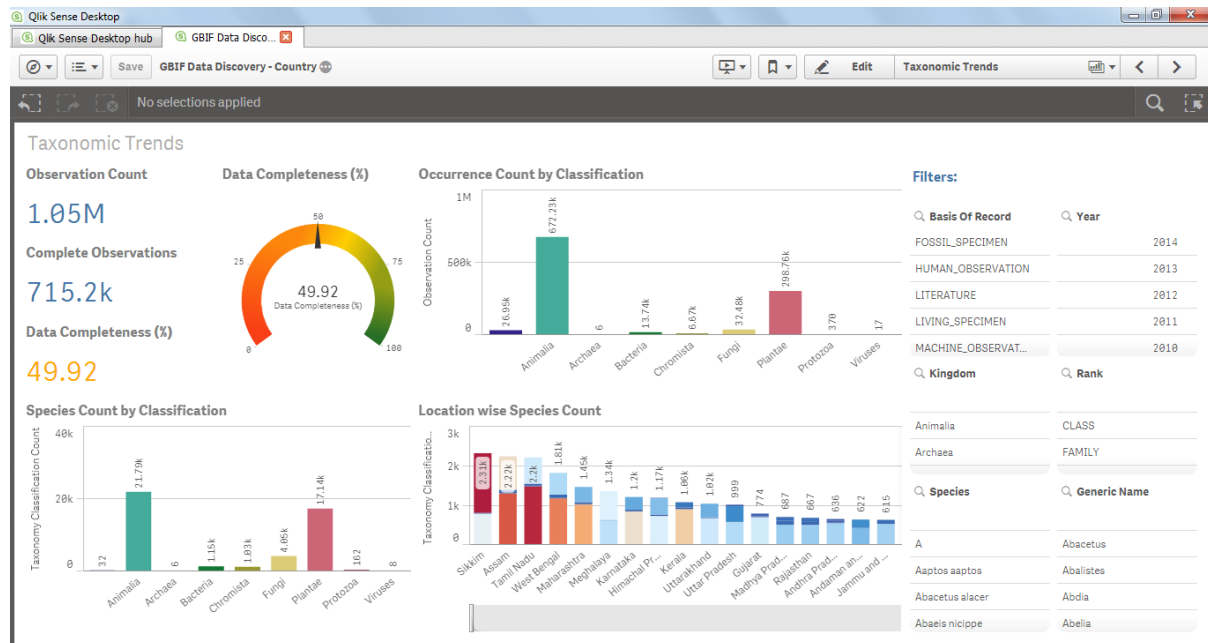 Qlik Sense Desktop
Qlik Sense Desktop hub
GBIF Data Disco...
Save
GBIF Data Discovery - Country
Edit
Taxonomic Trends
No selections applied
Taxonomic Trends
Observation Count
1.05M
Complete Observations
715.2k
Data Completeness (%)
49.92
Data Completeness (%)
0
25
50
75
100
49.92
Data Completeness (%)
Occurrence Count by Classification
Observation Count
1M
500k
0
26.95k
672.23k
6
13.74k
6.67k
32.48k
298.76k
370
17
Animalia
Archaea
Bacteria
Chromista
Fungi
Plantae
Protozoa
Viruses
Species Count by Classification
Taxonomy Classification Count
40k
20k
0
32
21.79k
6
1.15k
1.03k
4.05k
17.14k
162
8
Animalia
Archaea
Bacteria
Chromista
Fungi
Plantae
Protozoa
Viruses
Location wise Species Count
Taxonomy Classificatio...
3k
2k
1k
0
2.31k
2.22k
2.2k
1.81k
1.45k
1.34k
1.2k
1.17k
1.06k
1.02k
999
774
687
667
636
622
615
Sikkim
Assam
Tamil Nadu
West Bengal
Maharashtra
Meghalaya
Karnataka
Himachal Pr...
Kerala
Uttarakhand
Uttar Pradesh
Gujarat
Madhya Prad...
Rajasthan
Andhra Prad...
Andaman an...
Jammu and ...
Filters:
Basis Of Record
FOSSIL_SPECIMEN
HUMAN_OBSERVATION
LITERATURE
LIVING_SPECIMEN
MACHINE_OBSERVAT...
Year
2014
2013
2012
2011
2010
Kingdom
Animalia
Archaea
Rank
CLASS
FAMILY
Species
A
Aaptos aaptos
Abacetus alacer
Abaeis nicippe
Generic Name
Abacetus
Abalistes
Abdia
Abelia